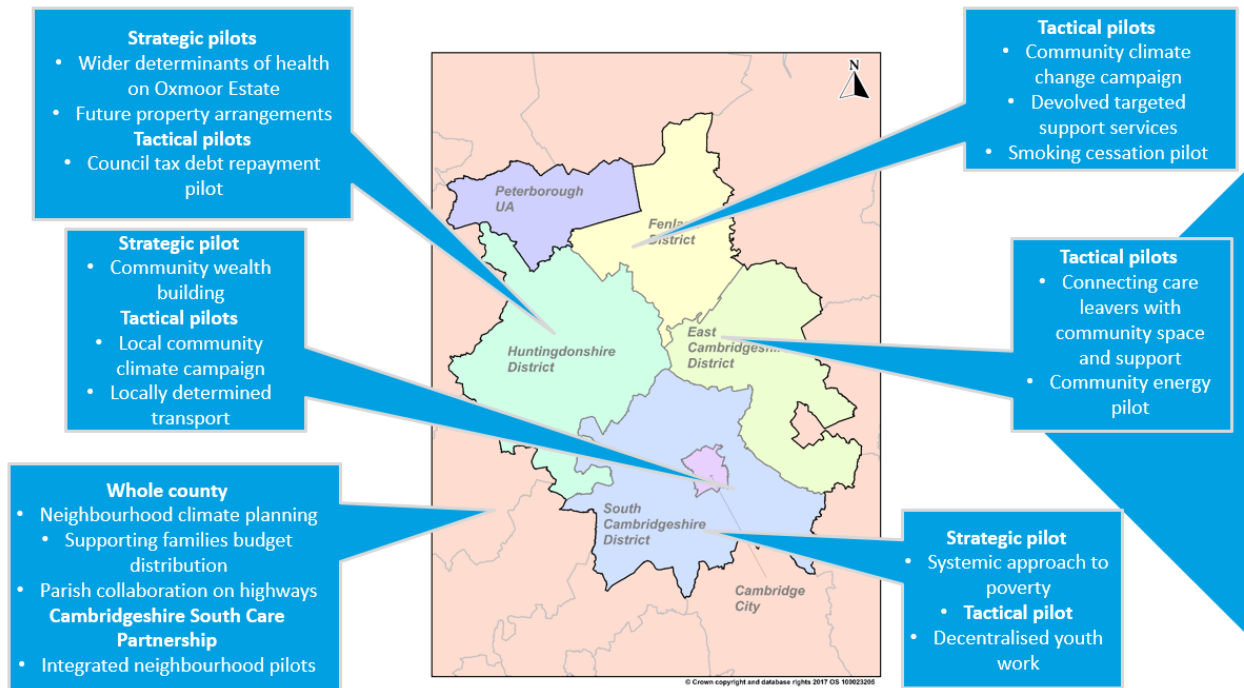 Strategic pilots
• Wider determinants of health
on Oxmoor Estate
• Future property arrangements
Tactical pilots
• Council tax debt repayment
pilot
Strategic pilot
• Community wealth
building
Tactical pilots
• Local community
climate campaign
• Locally determined
transport
Whole county
• Neighbourhood climate planning
• Supporting families budget
distribution
• Parish collaboration on highways
Cambridgeshire South Care
Partnership
• Integrated neighbourhood pilots
N
Peterborough
UA
District
Huntingdonshire
District
East
Cambridgeshire
District
South
Cambridgeshire
District
Cambridge
City
© Crown copyright and database rights 2017 OS 100023205
Tactical pilots
• Community climate
change campaign
• Devolved targeted
support services
• Smoking cessation pilot
Tactical pilots
• Connecting care
leavers with
community space
and support
• Community energy
pilot
Strategic pilot
• Systemic approach to
poverty
• Tactical pilot
• Decentralised youth
work